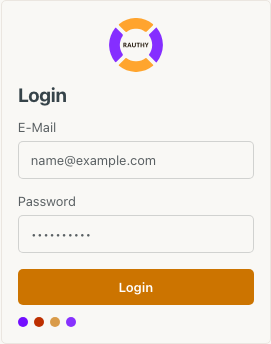 RAUTHY
Login
E-Mail
name@example.com
Password
••••••••••
Login